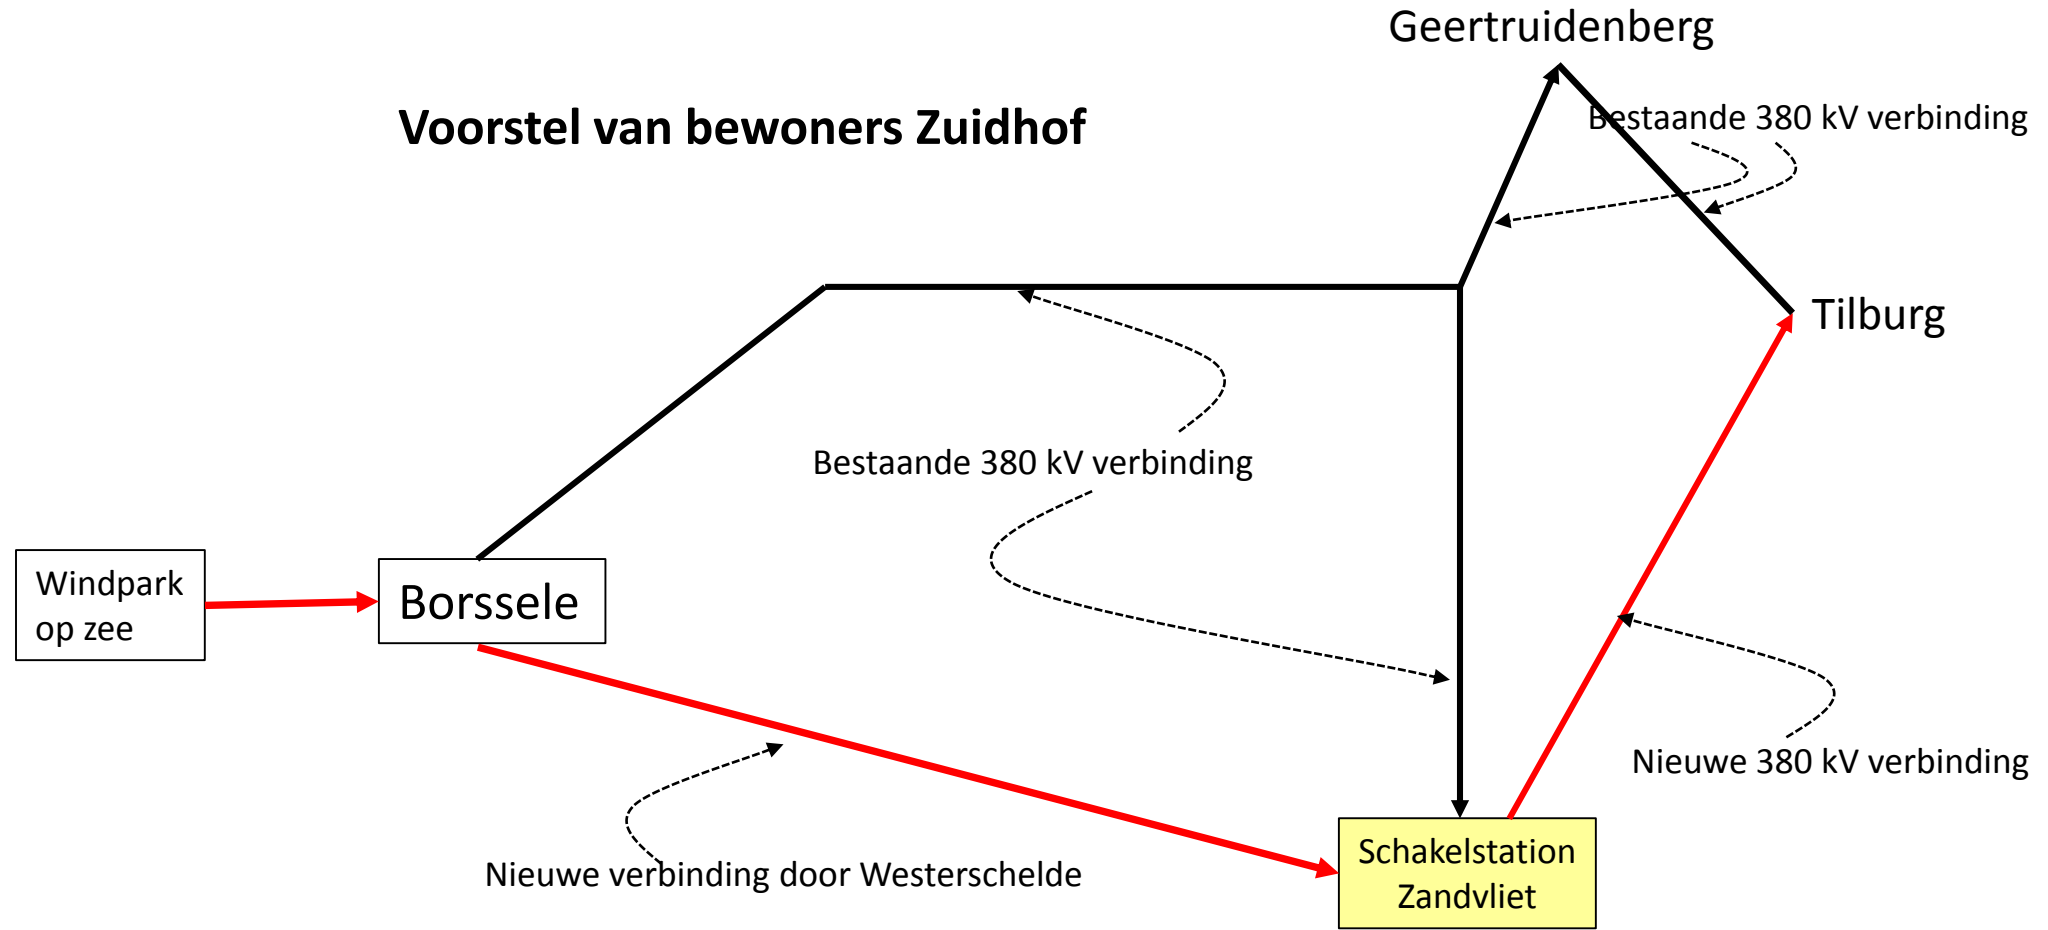 Geertruidenberg
Voorstel van bewoners Zuidhof
Bestaande 380 kV verbinding
Tilburg
Bestaande 380 kV verbinding
Windpark
op zee
Borssele
Nieuwe 380 kV verbinding
Nieuwe verbinding door Westerschelde
Schakelstation
Zandvliet